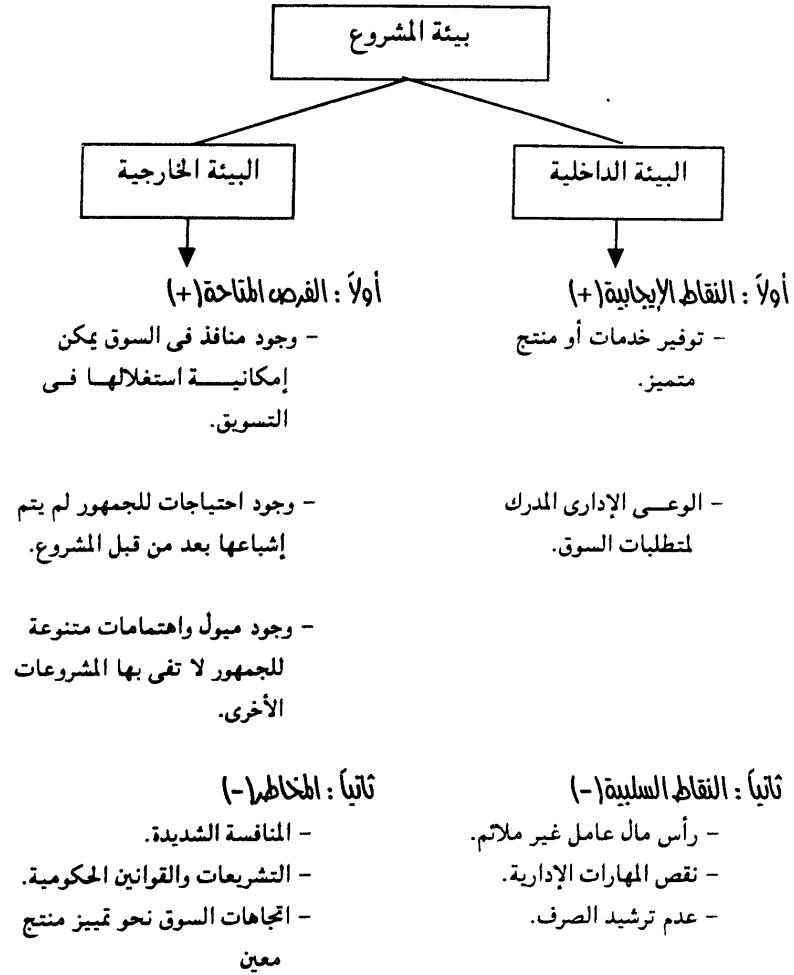 بيئة المشروع
البيئة الداخلية
أولاً : النقاط الإيجابية (+)
- توفير خدمات أو منتج
متميز.
- الوعـــى الإدارى المدرك
لمتطلبات السوق.
ثانياً : النقاط السلبية (-)
- رأس مال عامل غير ملائم.
- نقص المهارات الإدارية.
- عدم ترشيد الصرف.
البيئة الخارجية
أولاً : الفرص المتاحة (+)
- وجود منافذ فى السوق يمكن
إمكانيـــــة استغلالهــا فــى
التسويق.
- وجود احتياجات للجمهور لم يتم
إشباعها بعد من قبل المشروع.
- وجود ميول واهتمامات متنوعة
للجمهور لا تفى بها المشروعات
الأخرى.
ثانياً : المخاطر (-)
- المنافسة الشديدة.
- التشريعات والقوانين الحكومية.
- اتجاهات السوق نحو تمييز منتج
معين